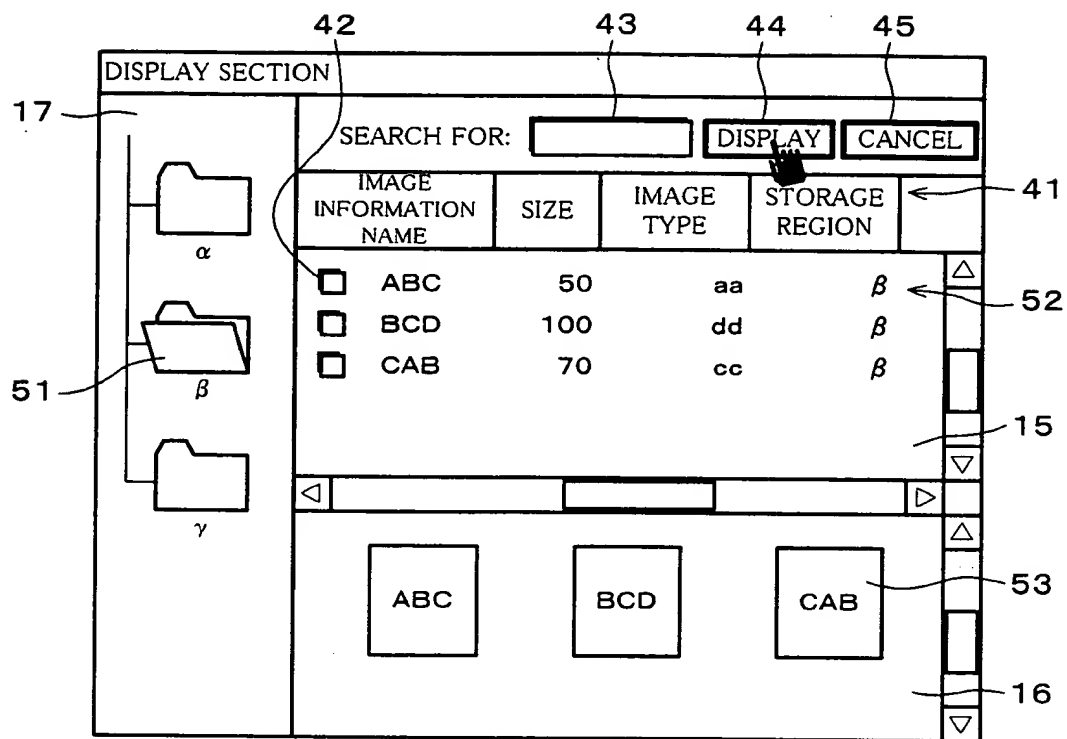 42 43 44 45
DISPLAY SECTION
17
SEARCH FOR: DISPLAY CANCEL
IMAGE INFORMATION NAME SIZE IMAGE TYPE STORAGE REGION 41
α
ABC 50 aa β 52
BCD 100 dd β
CAB 70 cc β
51
β
15
γ
ABC BCD CAB 53
16